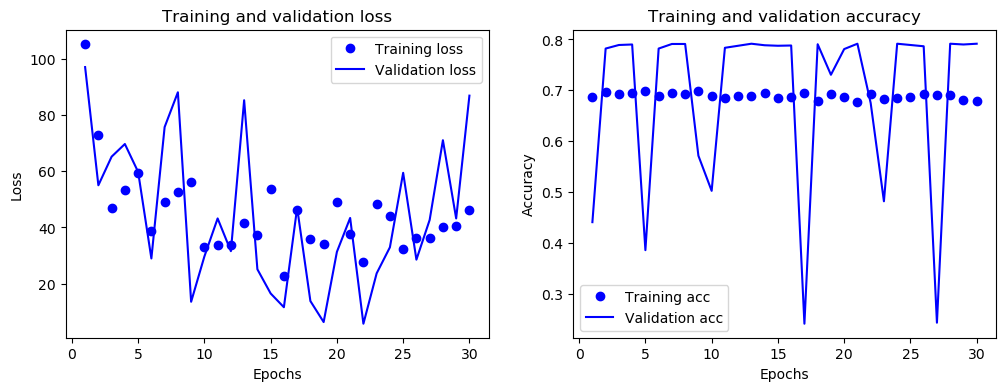 Training and validation loss
Training loss
Validation loss
100
80
60
40
20
Loss
0
5
10
15
20
25
30
Epochs
Training and validation accuracy
0.8
0.7
0.6
0.5
0.4
0.3
Accuracy
Training acc
Validation acc
0
5
10
15
20
25
30
Epochs